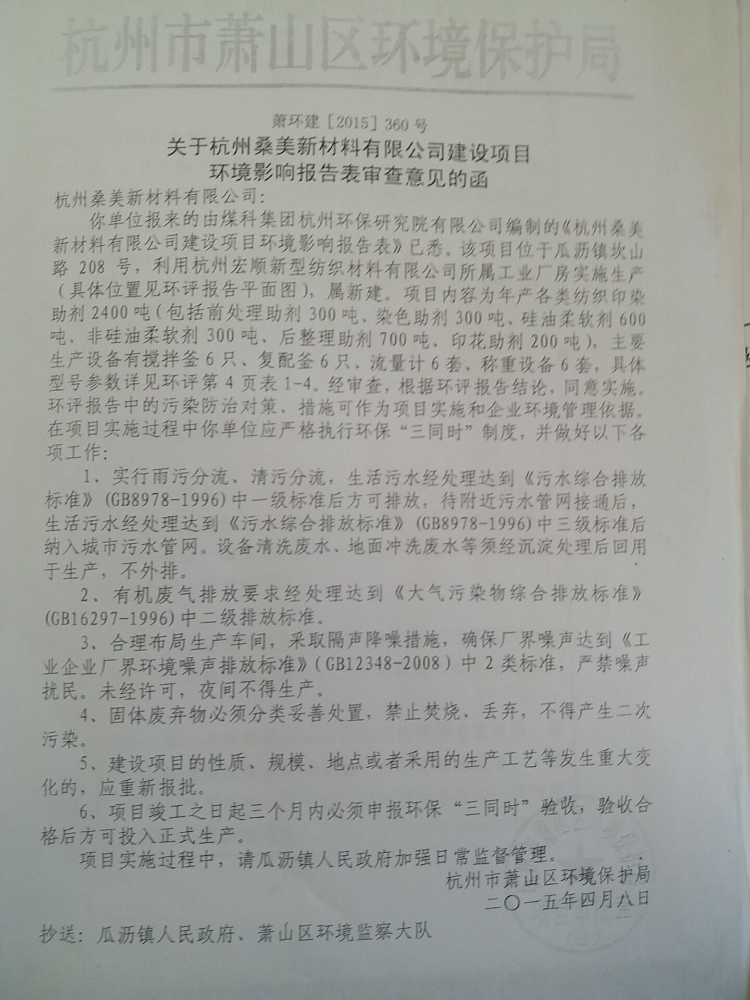 杭州市萧山区环境保护局
萧环建［2015］360号
关于杭州桑美新材料有限公司建设项目
环境影响报告表审查意见的函
杭州桑美新材料有限公司：
你单位报来的由煤科集团杭州环保研究院有限公司编制的《杭州桑美
新材料有限公司建设项目环境影响报告表》已悉。该项目位于瓜沥镇坎山
路 208 号，利用杭州宏顺新型纺织材料有限公司所属工业厂房实施生产
（具体位置见环评报告平面图），属新建。项目内容为年产各类纺织印染
助剂 2400 吨（包括前处理助剂 300 吨、染色助剂 300 吨、硅油柔软剂 600
吨、非硅油柔软剂 300 吨、后整理助剂 700 吨、印花助剂 200 吨），主要
生产设备有搅拌釜 6 只、复配釜 6 只、流量计 6 套、称重设备 6 套，具体
型号参数详见环评第 4 页表 1-4。经审查，根据环评报告结论，同意实施。
环评报告中的污染防治对策、措施可作为项目实施和企业环境管理依据。
在项目实施过程中你单位应严格执行环保“三同时”制度，并做好以下各
项工作：
1、实行雨污分流、清污分流，生活污水经处理达到《污水综合排放
标准》(GB8978-1996)中一级标准后方可排放，待附近污水管网接通后，
生活污水经处理达到《污水综合排放标准》(GB8978-1996)中三级标准后
纳入城市污水管网。设备清洗废水、地面冲洗废水等须经沉淀处理后回用
于生产，不外排。
2、有机废气排放要求经处理达到《大气污染物综合排放标准》
(GB16297-1996)中二级排放标准。
3、合理布局生产车间，采取隔声降噪措施，确保厂界噪声达到《工
业企业厂界环境噪声排放标准》（GB12348-2008）中 2 类标准，严禁噪声
扰民。未经许可，夜间不得生产。
4、固体废弃物必须分类妥善处置，禁止焚烧、丢弃，不得产生二次
污染。
5、建设项目的性质、规模、地点或者采用的生产工艺等发生重大变
化的，应重新报批。
6、项目竣工之日起三个月内必须申报环保“三同时”验收，验收合
格后方可投入正式生产。
项目实施过程中，请瓜沥镇人民政府加强日常监督管理。
杭州市萧山区环境保护局
二〇一五年四月八日
抄送：瓜沥镇人民政府、萧山区环境监察大队